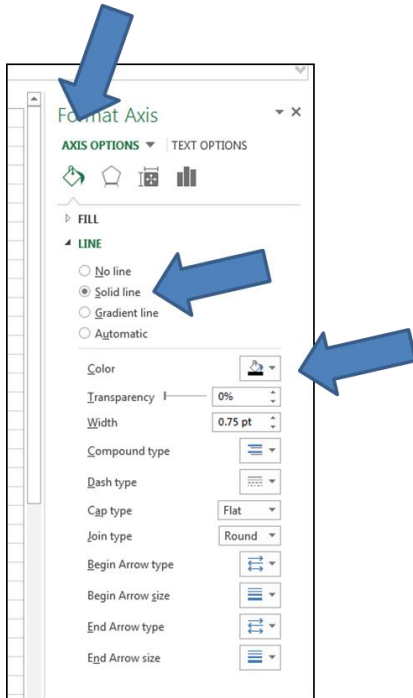 Format Axis
AXIS OPTIONS TEXT OPTIONS
FILL
LINE
No line
Solid line
Gradient line
Automatic
Color
Transparency 0%
Width 0.75 pt
Compound type
Dash type
Cap type Flat
Join type Round
Begin Arrow type
Begin Arrow size
End Arrow type
End Arrow size